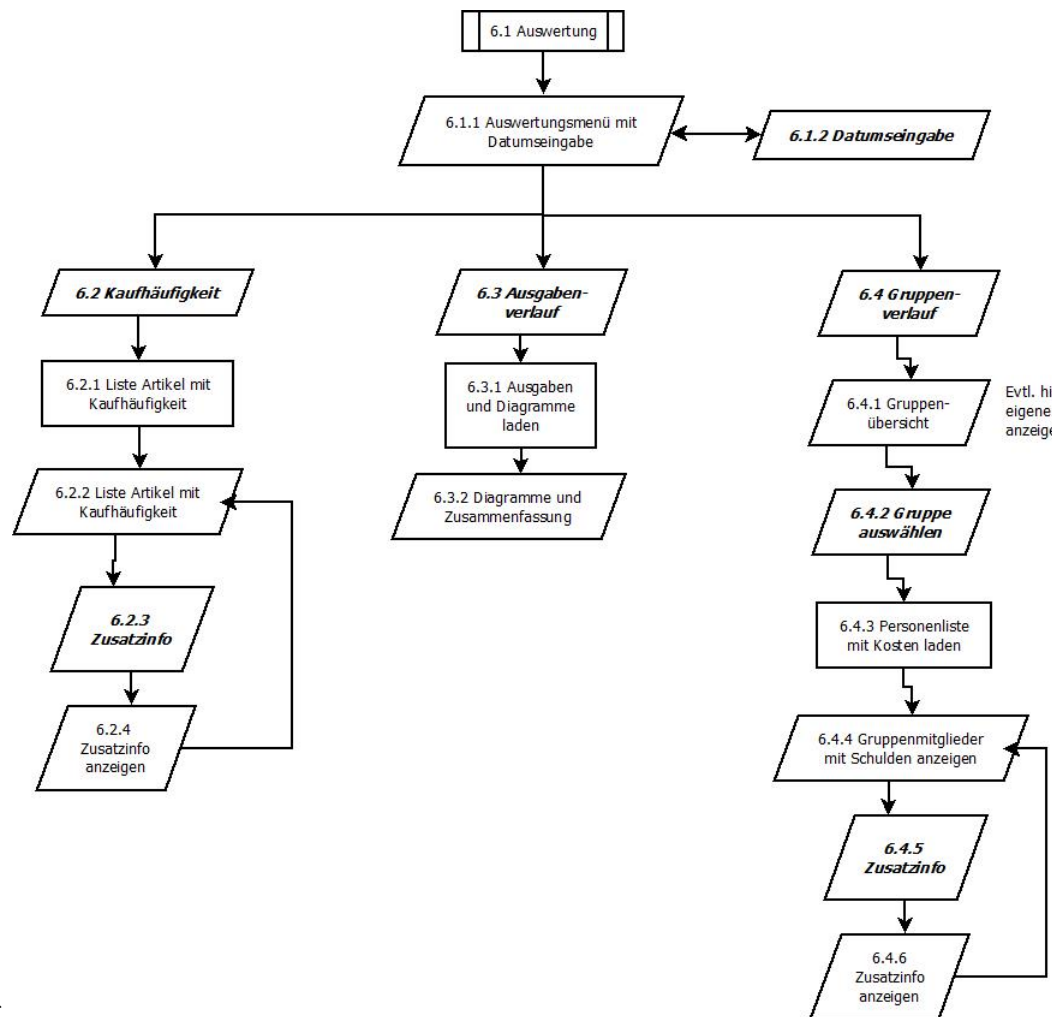 6.1 Auswertung
6.1.1 Auswertungsmenü mit
Datumseingabe
6.1.2 Datumseingabe
6.2 Kaufhäufigkeit
6.3 Ausgaben-
verlauf
6.4 Gruppen-
verlauf
6.2.1 Liste Artikel mit
Kaufhäufigkeit
6.3.1 Ausgaben
und Diagramme
laden
6.4.1 Gruppen-
übersicht
Evtl.
eigene
6.2.2 Liste Artikel mit
Kaufhäufigkeit
6.3.2 Diagramme und
Zusammenfassung
6.4.2 Gruppe
auswählen
6.2.3
Zusatzinfo
6.4.3 Personenliste
mit Kosten laden
6.2.4
Zusatzinfo
anzeigen
6.4.4 Gruppenmitglieder
mit Schulden anzeigen
6.4.5
Zusatzinfo
6.4.6
Zusatzinfo
anzeigen